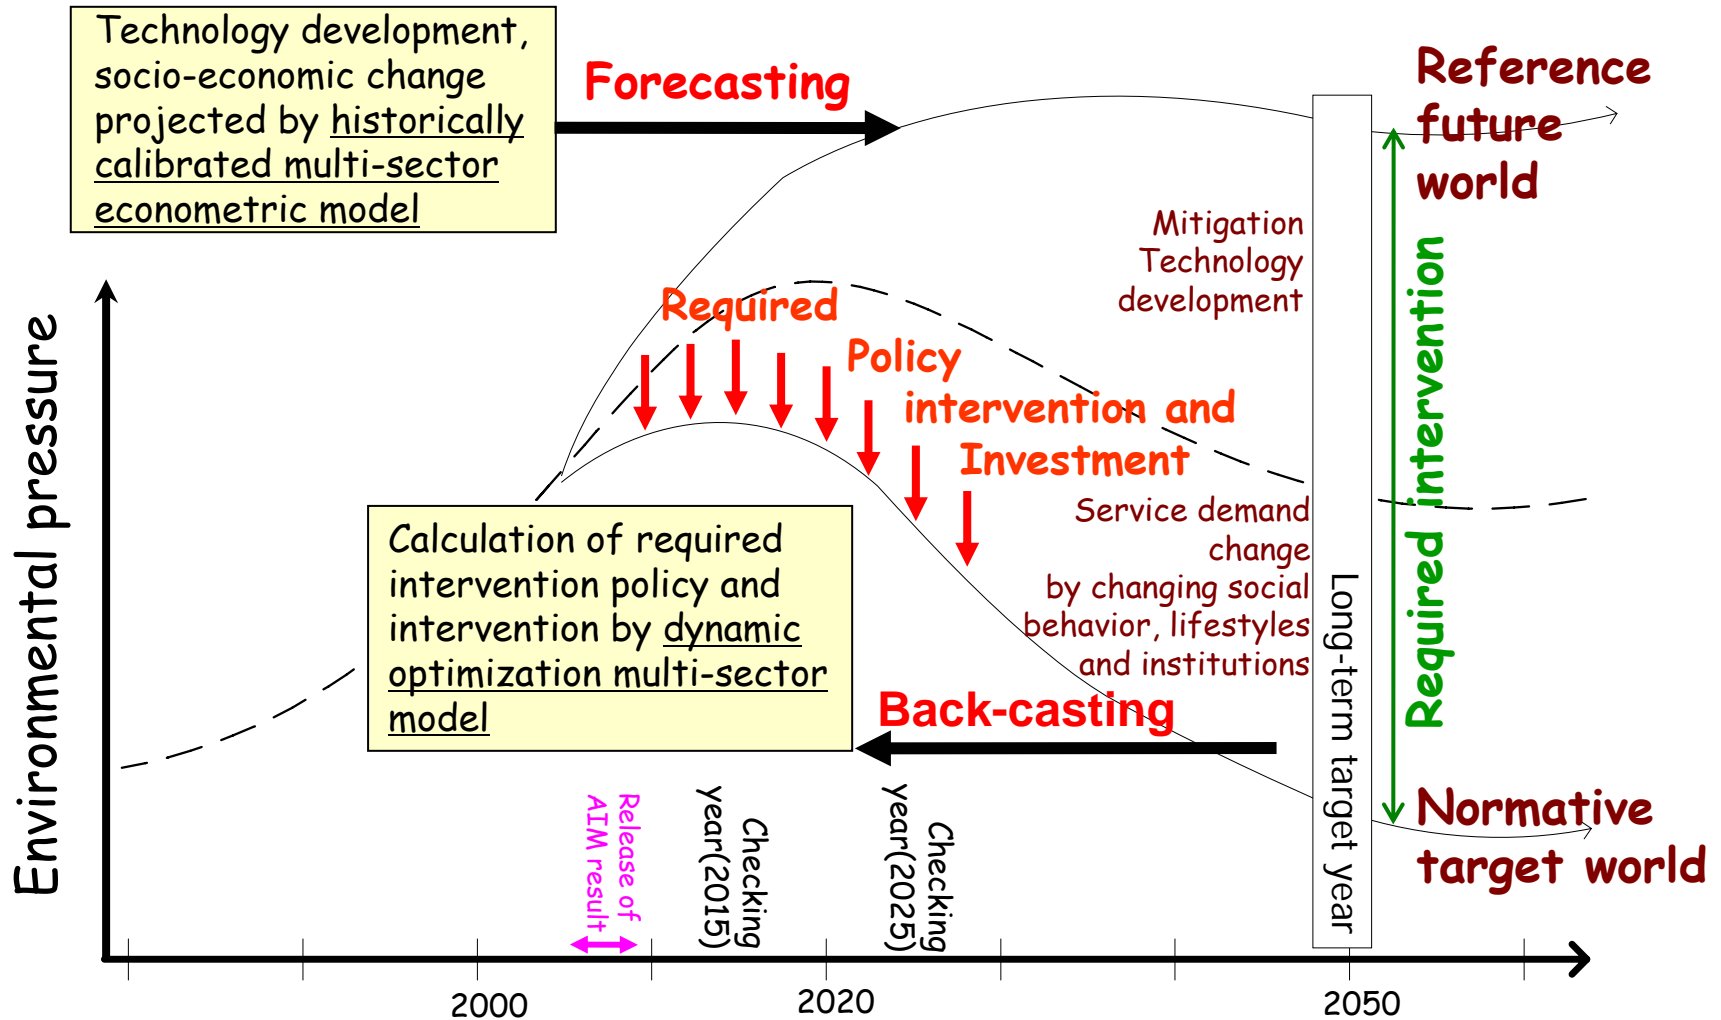 Technology development,
socio-economic change
projected by historically
calibrated multi-sector
econometric model
Forecasting
Reference
future
world
Mitigation
Technology
development
Required
Policy
intervention and
Investment
Service demand
change
by changing social
behavior, lifestyles
and institutions
Calculation of required
intervention policy and
intervention by dynamic
optimization multi-sector
model
Back-casting
Environmental pressure
Required intervention
Long-term target year
Normative
target world
Release of
AIM result
Checking
year(2015)
Checking
year(2025)
2000
2020
2050